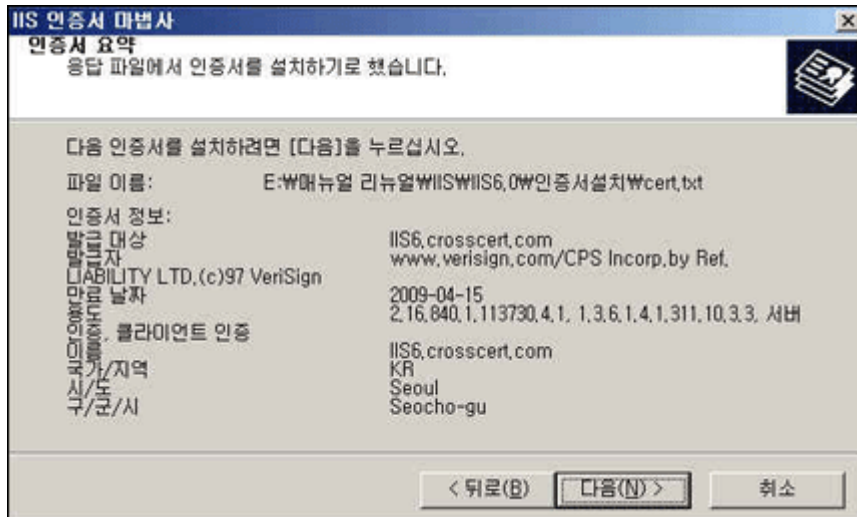 IIS 인증서 마법사
인증서 요약
응답 파일에서 인증서를 설치하기로 했습니다.
다음 인증서를 설치하려면 [다음]을 누르십시오.
파일 이름: E:₩매뉴얼 리뉴얼₩IIS₩IIS6.0₩인증서설치₩cert.txt
인증서 정보:
발급 대상 IIS6.crosscert.com
발급자 www.verisign.com/CPS Incorp.by Ref.
LIABILITY LTD.(c)97 VeriSign
만료 날짜 2009-04-15
용도 2.16.840.1.113730.4.1, 1.3.6.1.4.1.311.10.3.3, 서버
인증, 클라이언트 인증
이름 IIS6.crosscert.com
국가/지역 KR
시/도 Seoul
구/군/시 Seocho-gu
< 뒤로(B) 다음(N) > 취소